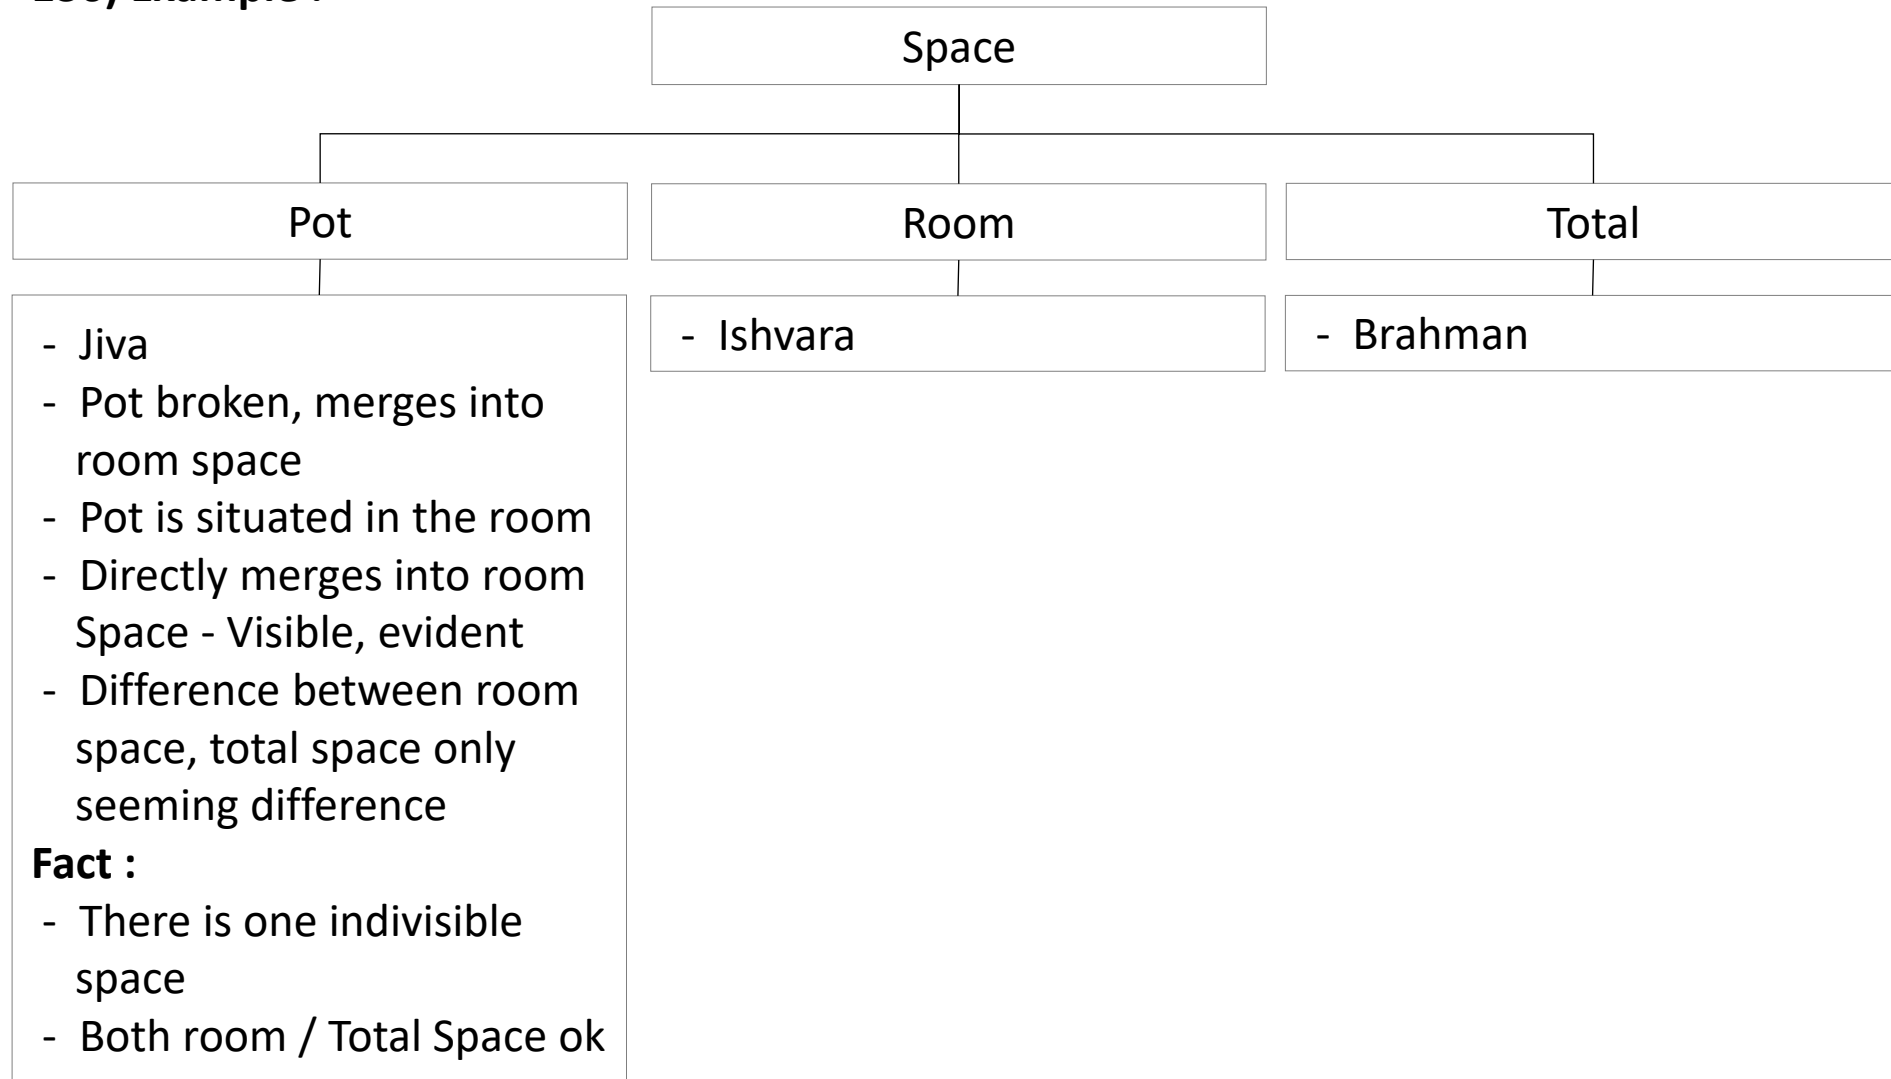 Example :
Space
Pot
Room
Total
- Jiva
- Pot broken, merges into
room space
- Pot is situated in the room
- Directly merges into room
Space - Visible, evident
- Difference between room
space, total space only
seeming difference
Fact :
- There is one indivisible
space
- Both room / Total Space ok
- Ishvara
- Brahman